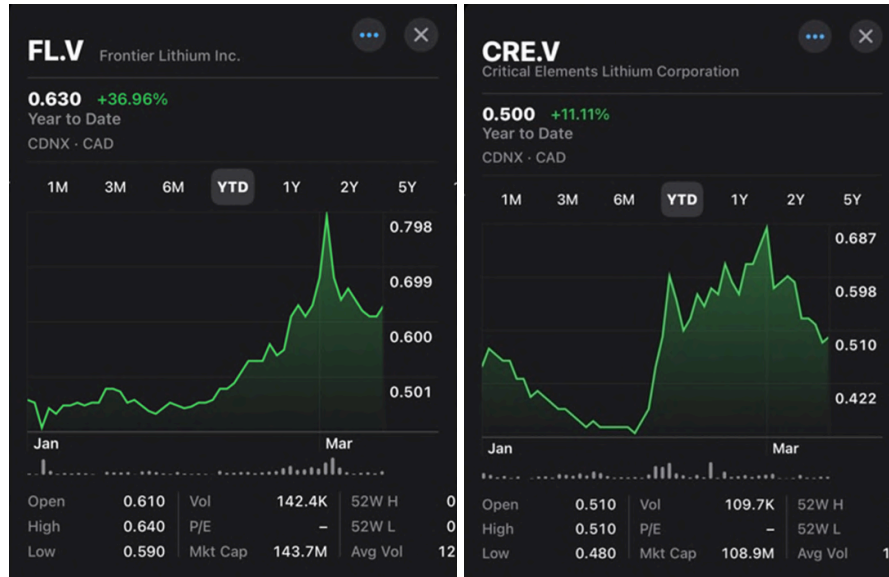 FL.V Frontier Lithium Inc.
0.630 +36.96%
Year to Date
CDNX · CAD
1M 3M 6M YTD 1Y 2Y 5Y
0.798
0.699
0.600
0.501
Jan Mar
Open 0.610 Vol 142.4K 52W H 0
High 0.640 P/E – 52W L 0
Low 0.590 Mkt Cap 143.7M Avg Vol 12
CRE.V
Critical Elements Lithium Corporation
0.500 +11.11%
Year to Date
CDNX · CAD
1M 3M 6M YTD 1Y 2Y 5Y
0.687
0.598
0.510
0.422
Jan Mar
Open 0.510 Vol 109.7K 52W H
High 0.510 P/E – 52W L
Low 0.480 Mkt Cap 108.9M Avg Vol 1